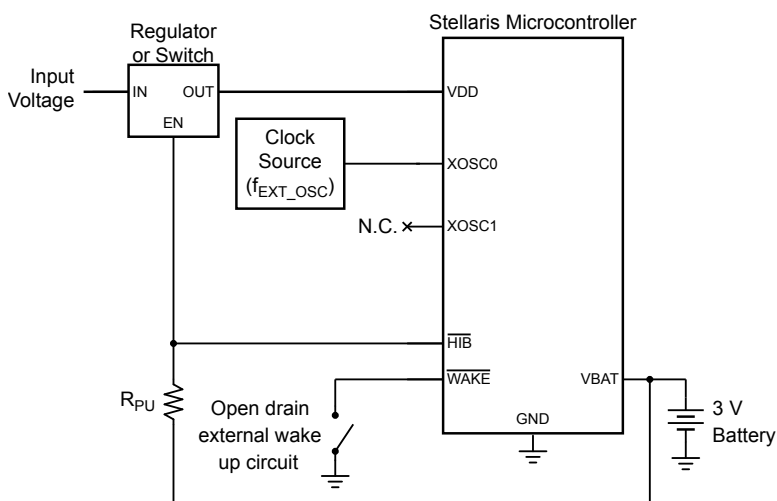 Stellaris Microcontroller
Regulator
or Switch
Input
Voltage
IN OUT
EN
VDD
Clock
Source
(fEXT_OSC)
XOSC0
N.C.
XOSC1
HIB
WAKE
VBAT
RPU
Open drain
external wake
up circuit
GND
3 V
Battery